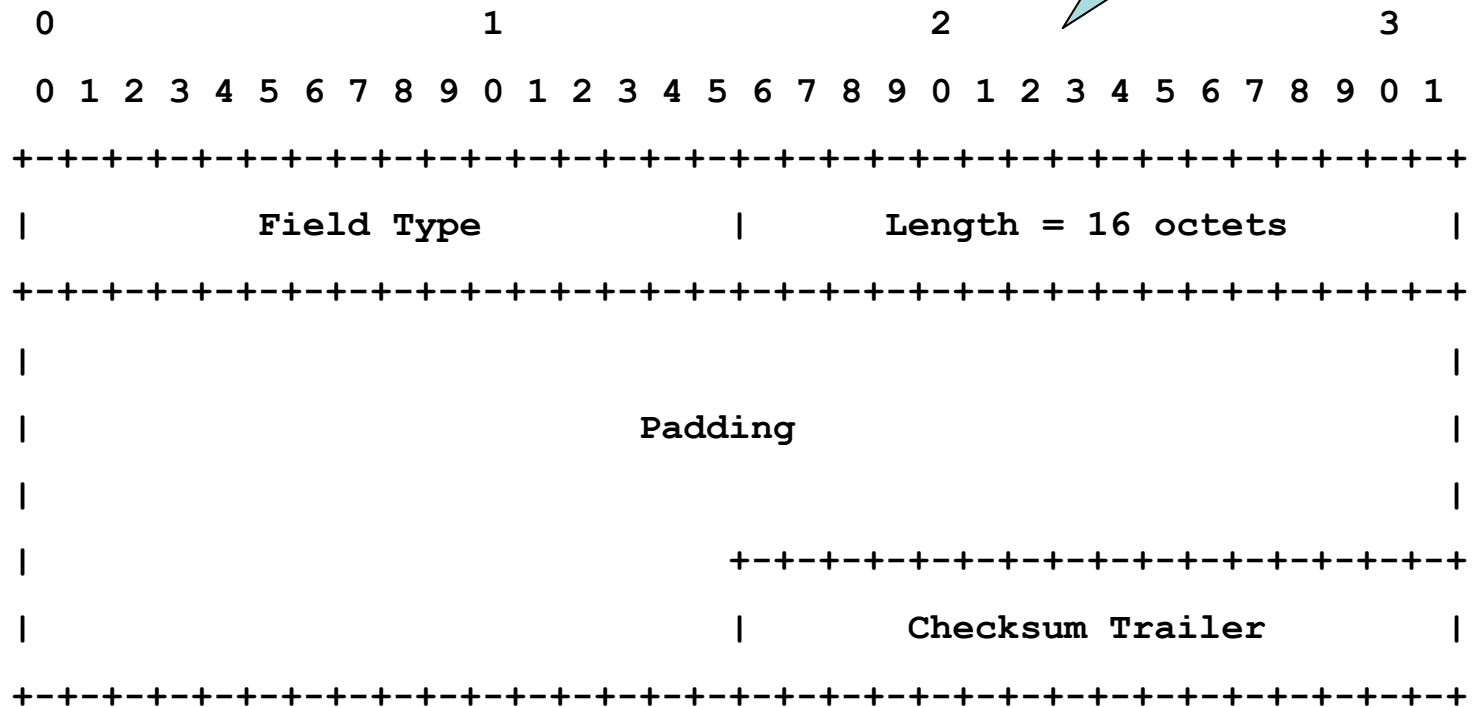 0                   1                   2                   3
0 1 2 3 4 5 6 7 8 9 0 1 2 3 4 5 6 7 8 9 0 1 2 3 4 5 6 7 8 9 0 1
+-+-+-+-+-+-+-+-+-+-+-+-+-+-+-+-+-+-+-+-+-+-+-+-+-+-+-+-+-+-+-+-+
|          Field Type           |      Length = 16 octets       |
+-+-+-+-+-+-+-+-+-+-+-+-+-+-+-+-+-+-+-+-+-+-+-+-+-+-+-+-+-+-+-+-+
|                                                               |
|                           Padding                             |
|                                                               |
|                               +-+-+-+-+-+-+-+-+-+-+-+-+-+-+-+-+
|                               |       Checksum Trailer        |
+-+-+-+-+-+-+-+-+-+-+-+-+-+-+-+-+-+-+-+-+-+-+-+-+-+-+-+-+-+-+-+-+